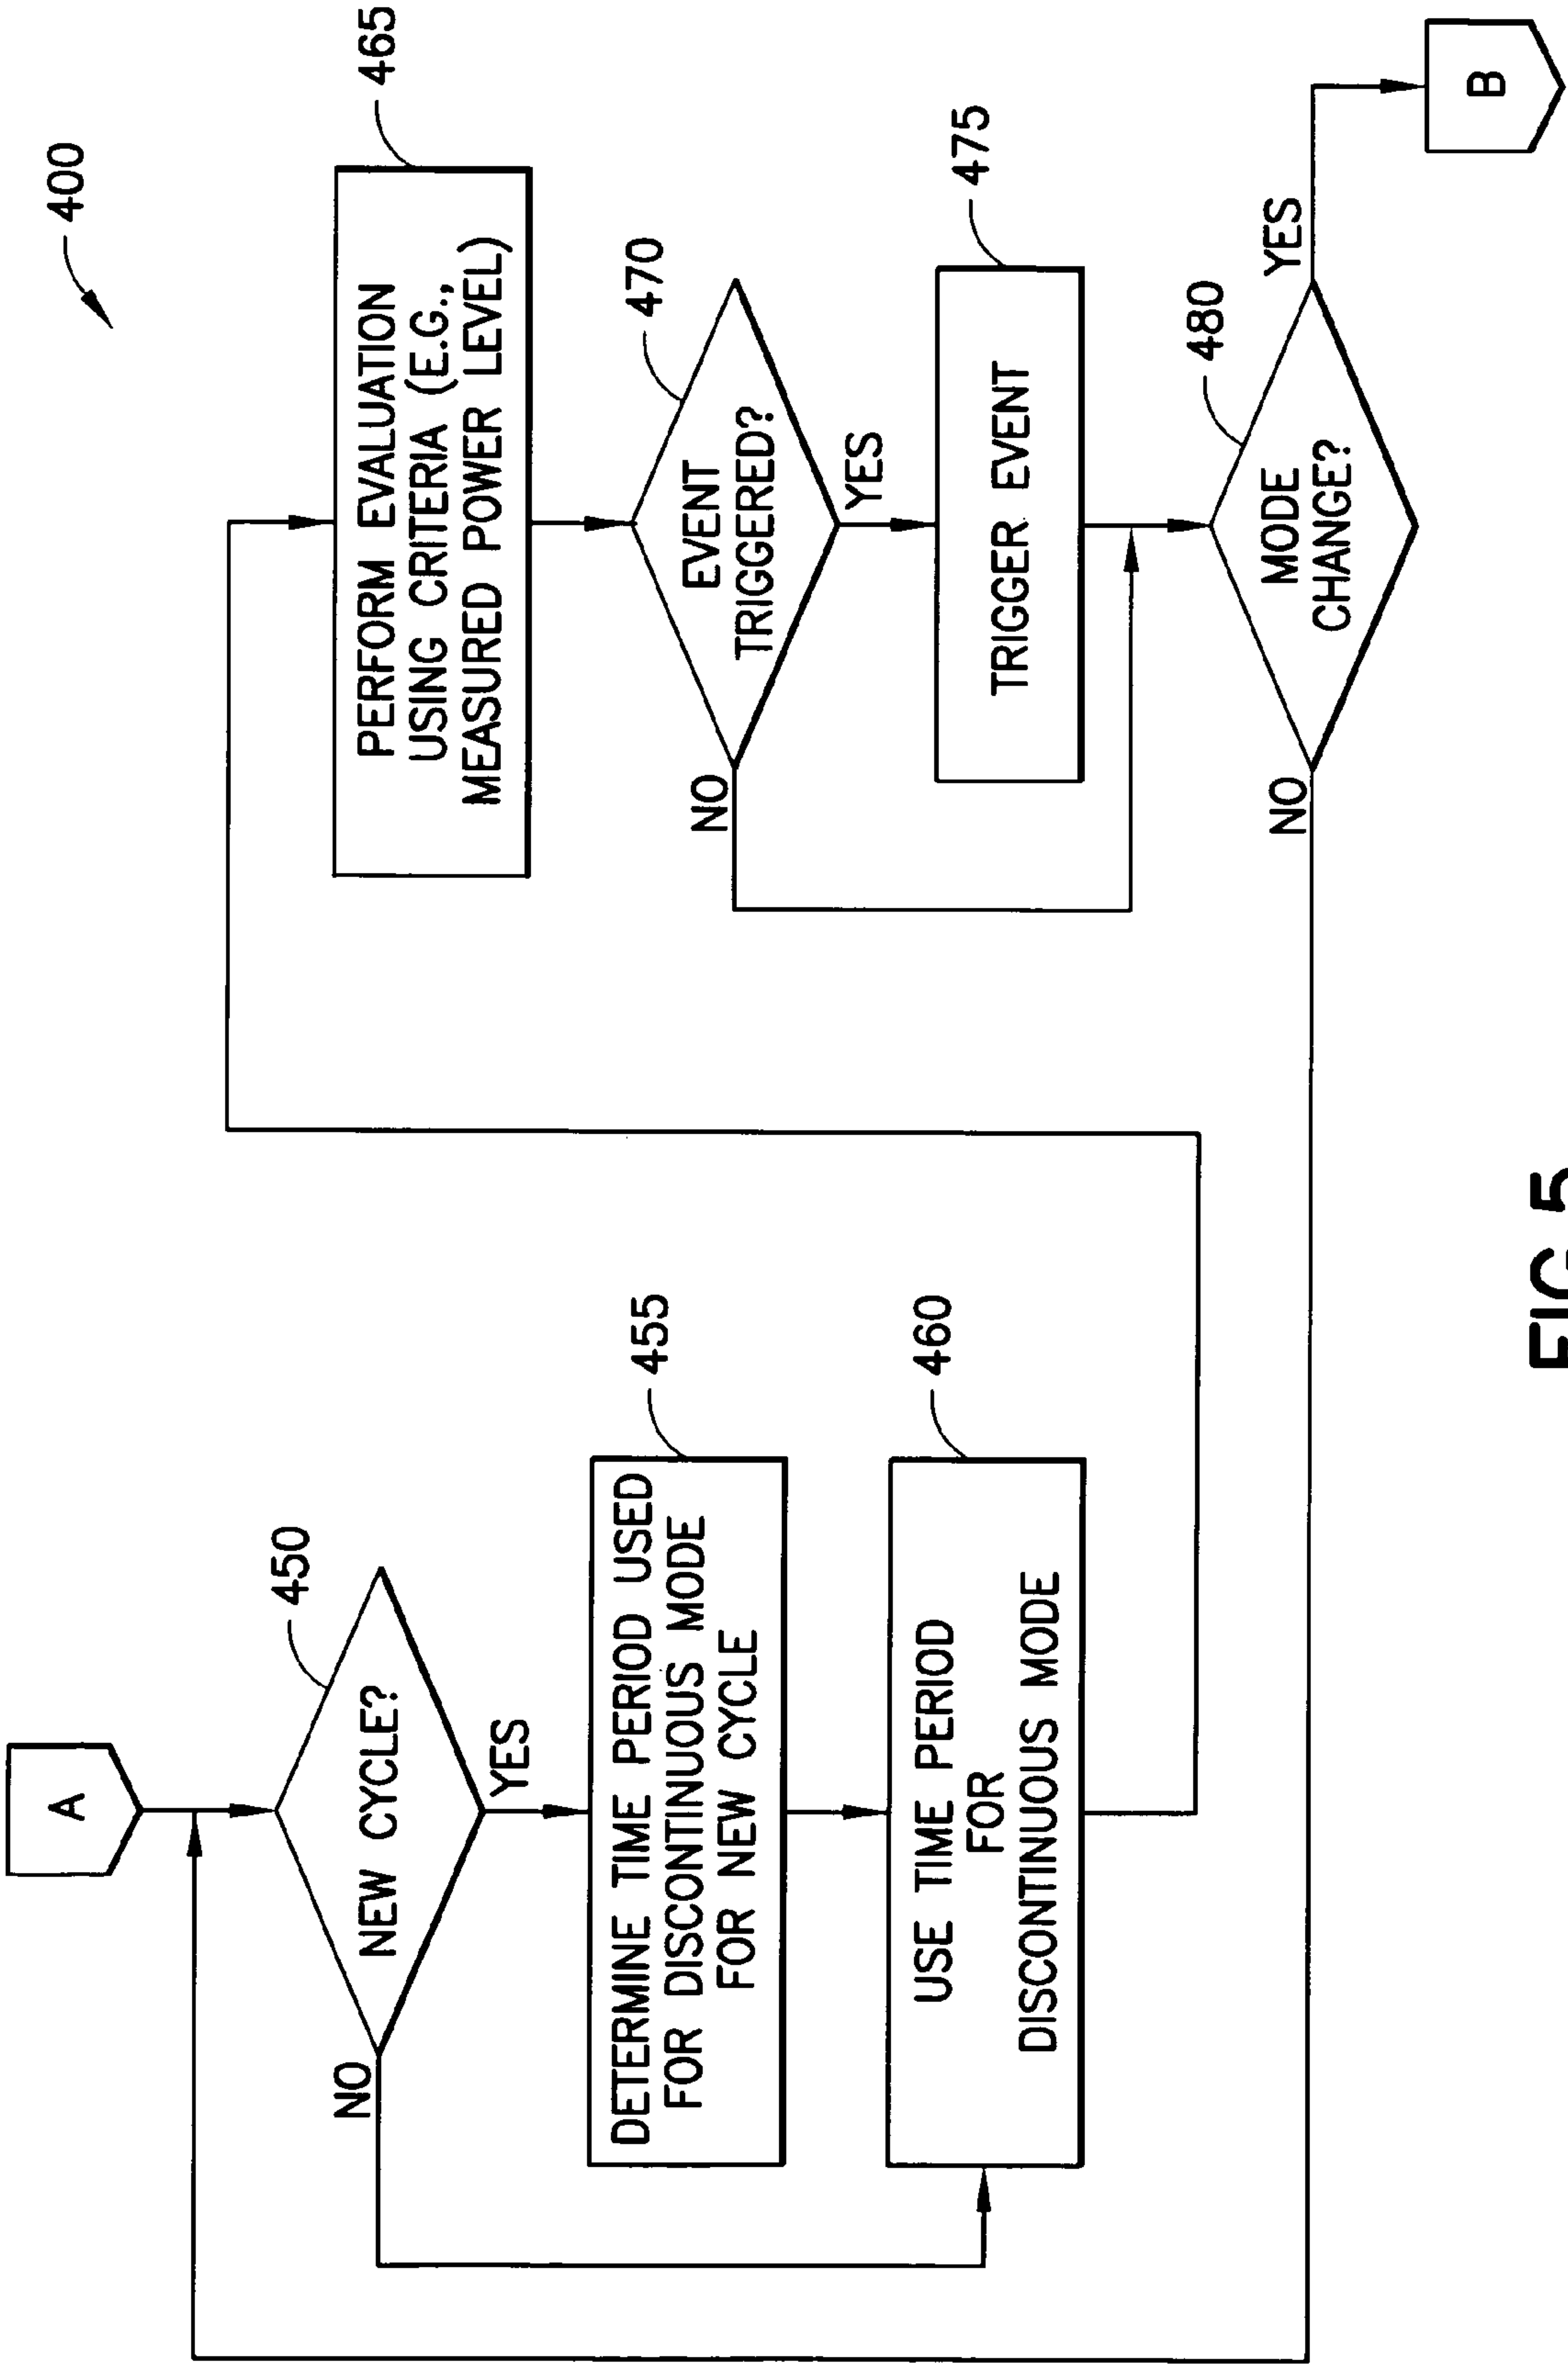 400
A
450
NEW CYCLE?
NO
YES
455
DETERMINE TIME PERIOD USED
FOR DISCONTINUOUS MODE
FOR NEW CYCLE
460
USE TIME PERIOD
FOR
DISCONTINUOUS MODE
465
PERFORM EVALUATION
USING CRITERIA (E.G.,
MEASURED POWER LEVEL)
470
EVENT
TRIGGERED?
NO
YES
475
TRIGGER EVENT
480
MODE
CHANGE?
NO
YES
B
FIG.5